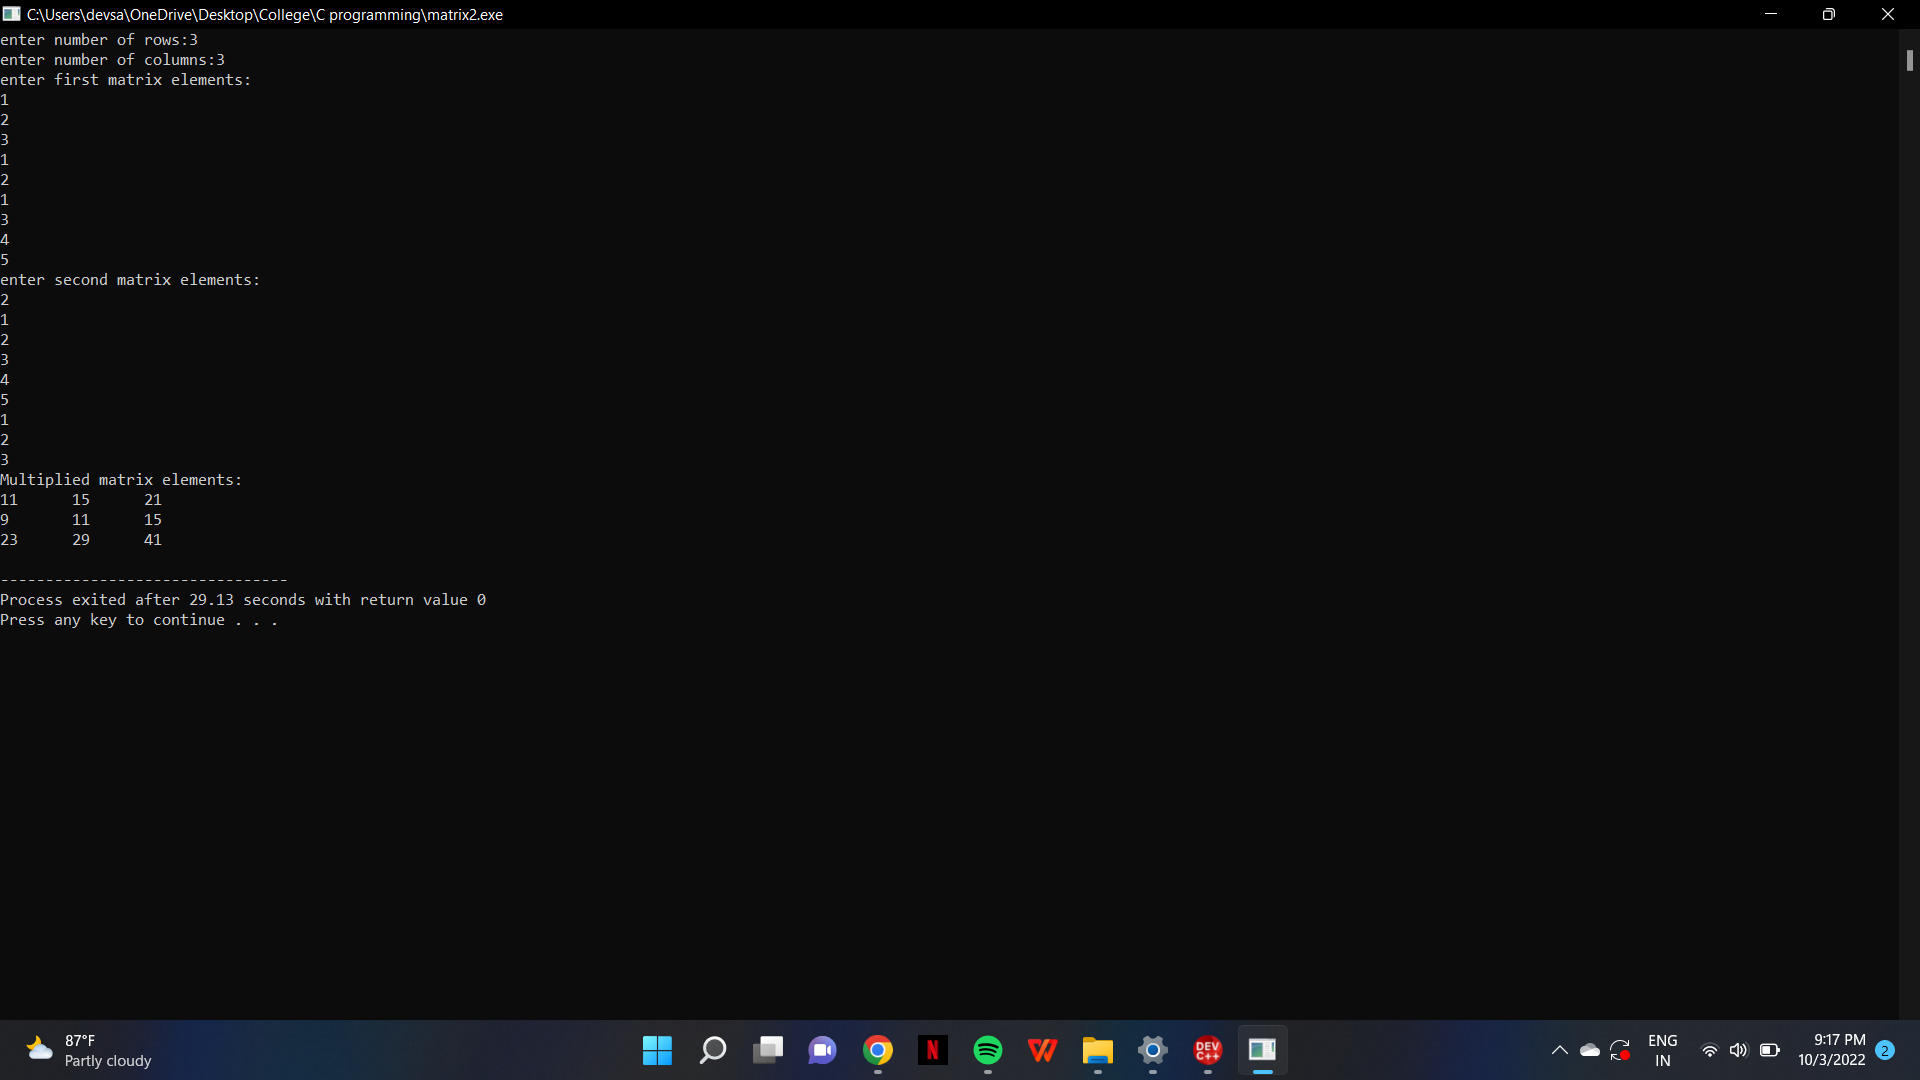 C:\Users\devsa\OneDrive\Desktop\College\C programming\matrix2.exe
enter number of rows:3
enter number of columns:3
enter first matrix elements:
1
2
3
1
2
1
3
4
5
enter second matrix elements:
2
1
2
3
4
5
1
2
3
Multiplied matrix elements:
11 15 21
9 11 15
23 29 41
--------------------------------
Process exited after 29.13 seconds with return value 0
Press any key to continue . . .
87°F
Partly cloudy
N
DEV
C++
ENG
IN
9:17 PM
10/3/2022
2